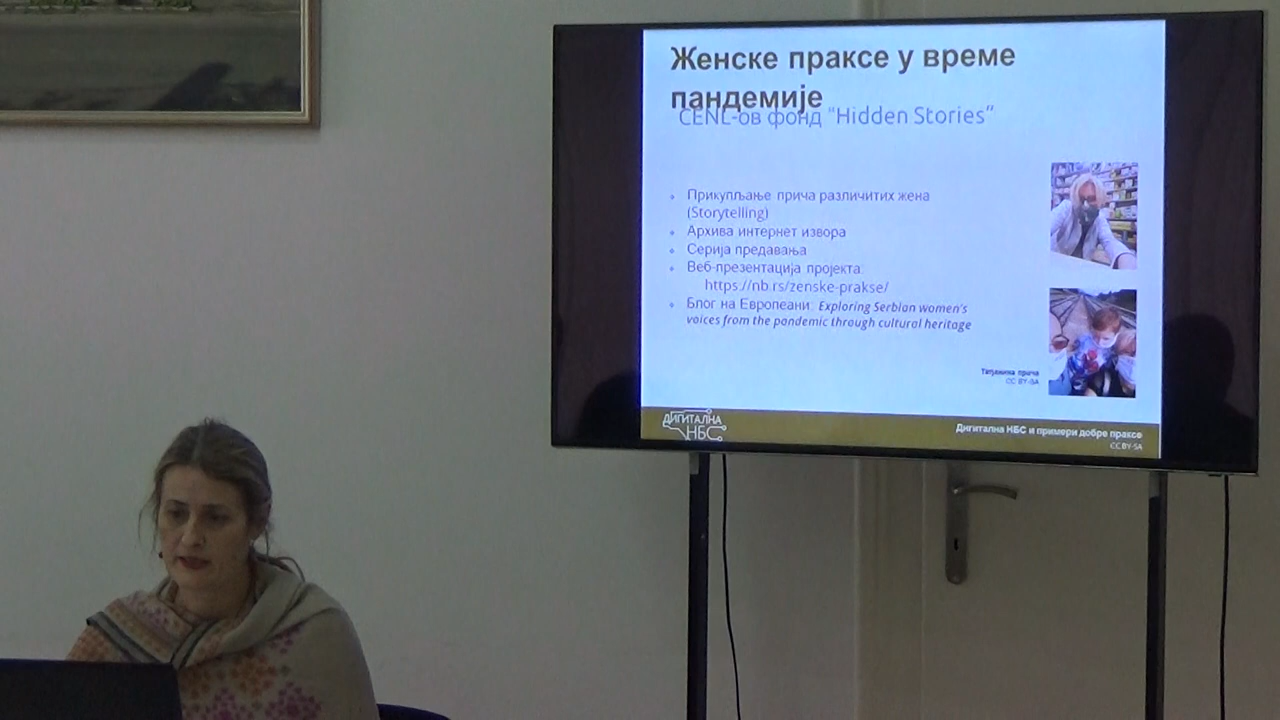 Женске праксе у време
пандемије
CENL-ов фонд "Hidden Stories"
Прикупљање прича различитих жена
(Storytelling)
Архива интернет извора
Серија предавања
Веб-презентација пројекта:
https://nb.rs/zenske-prakse/
Блог на Европеани: Exploring Serbian women's
voices from the pandemic through cultural heritage
Татјанина прича
CC BY-SA
ДИГИТАЛНА
НБС
Дигитална НБС и примери добре праксе
CC BY-SA